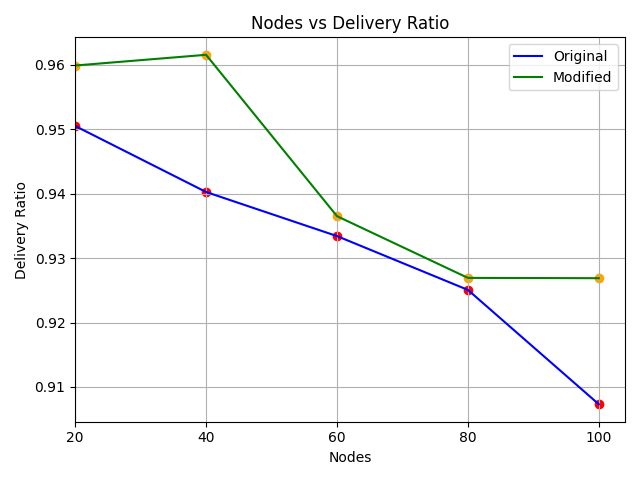 Nodes vs Delivery Ratio
Original
Modified
0.96
0.95
0.94
0.93
0.92
0.91
Delivery Ratio
20 40 60 80 100
Nodes